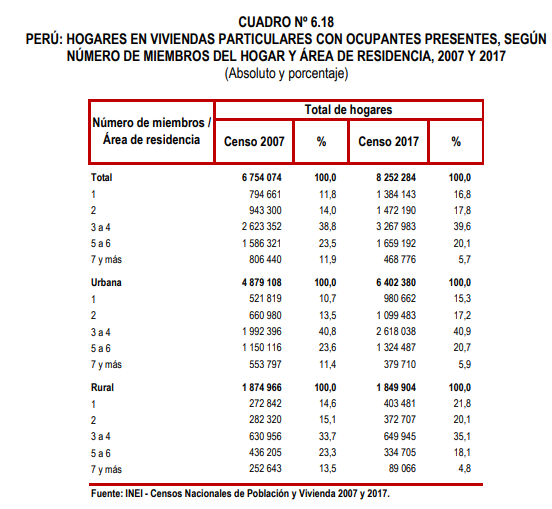 CUADRO Nº 6.18
PERÚ: HOGARES EN VIVIENDAS PARTICULARES CON OCUPANTES PRESENTES, SEGÚN
NÚMERO DE MIEMBROS DEL HOGAR Y ÁREA DE RESIDENCIA, 2007 Y 2017
(Absoluto y porcentaje)
Número de miembros / Área de residencia Total de hogares
Censo 2007 % Censo 2017 %
Total 6 754 074 100,0 8 252 284 100,0
1 794 661 11,8 1 384 143 16,8
2 943 300 14,0 1 472 190 17,8
3 a 4 2 623 352 38,8 3 267 983 39,6
5 a 6 1 586 321 23,5 1 659 192 20,1
7 y más 806 440 11,9 468 776 5,7
Urbana 4 879 108 100,0 6 402 380 100,0
1 521 819 10,7 980 662 15,3
2 660 980 13,5 1 099 483 17,2
3 a 4 1 992 396 40,8 2 618 038 40,9
5 a 6 1 150 116 23,6 1 324 487 20,7
7 y más 553 797 11,4 379 710 5,9
Rural 1 874 966 100,0 1 849 904 100,0
1 272 842 14,6 403 481 21,8
2 282 320 15,1 372 707 20,1
3 a 4 630 956 33,7 649 945 35,1
5 a 6 436 205 23,3 334 705 18,1
7 y más 252 643 13,5 89 066 4,8
Fuente: INEI - Censos Nacionales de Población y Vivienda 2007 y 2017.